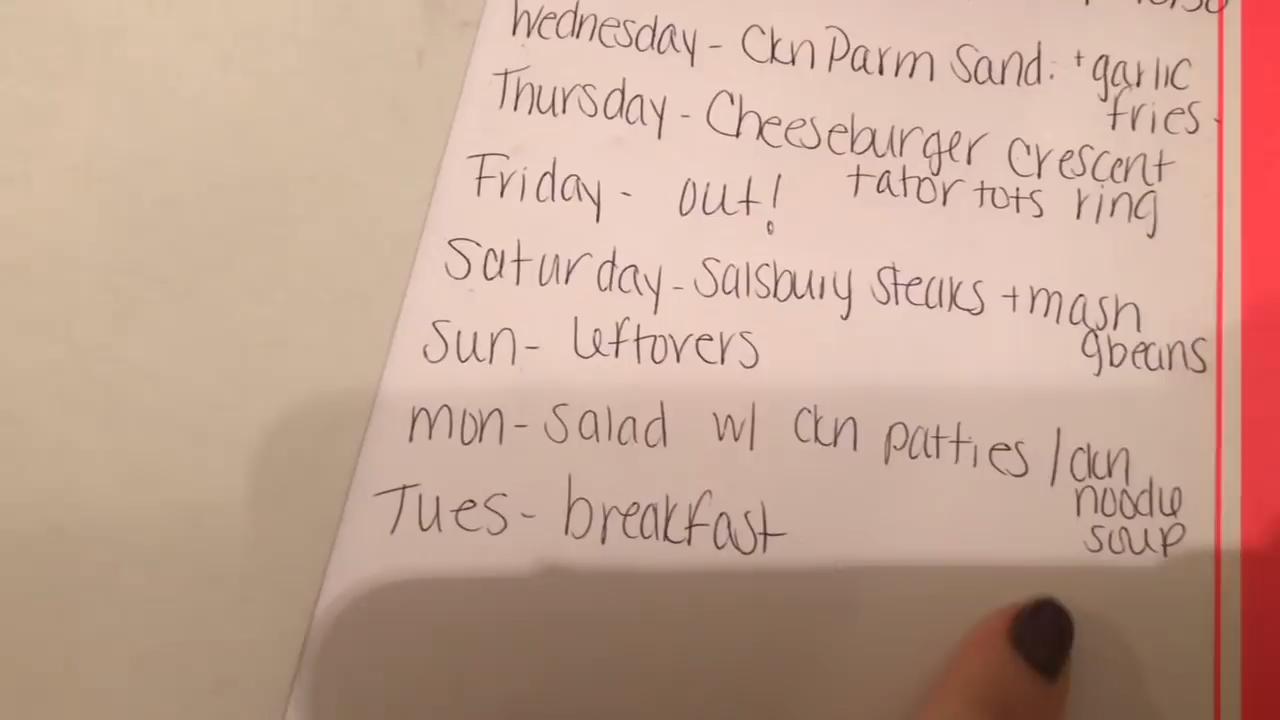 Wednesday - Ckn Parm Sand. + garlic
fries
Thursday - Cheeseburger crescent
tator tots ring
Friday - out!
Saturday - Salsbury steaks + mash
gbeans
Sun - leftovers
mon - salad w/ ckn patties / ckn
noodle
soup
Tues - breakfast